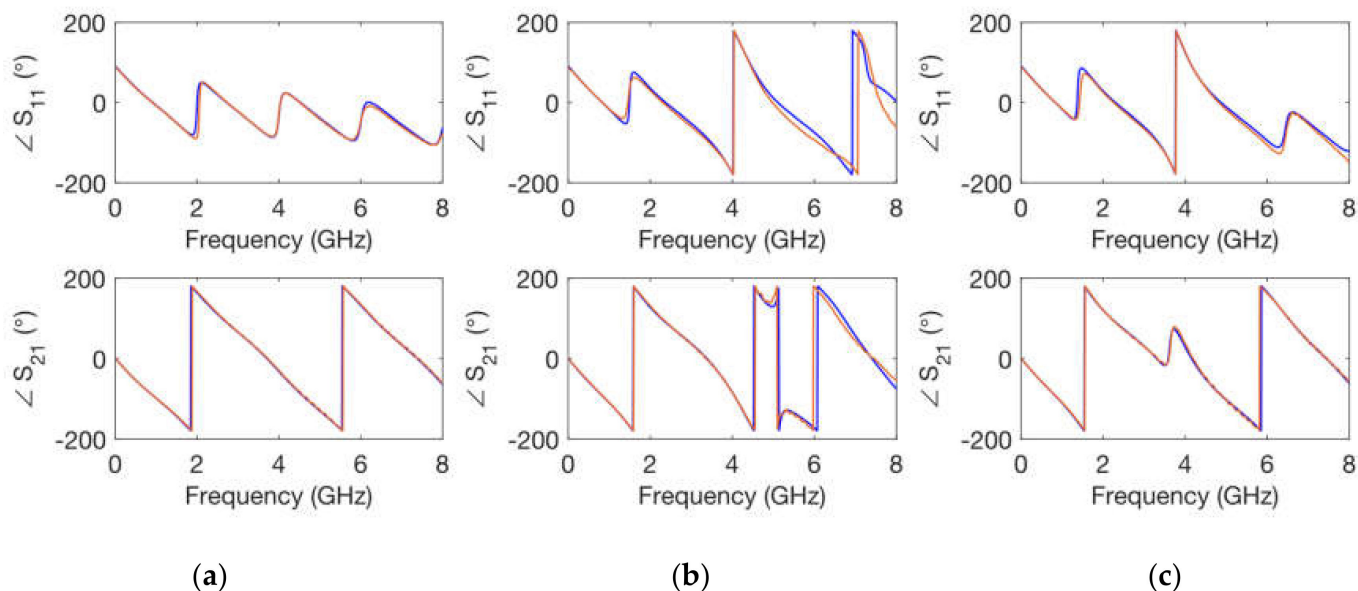 200
0
-200
∠ S11 (°)
0 2 4 6 8
Frequency (GHz)
200
0
-200
∠ S11 (°)
0 2 4 6 8
Frequency (GHz)
200
0
-200
∠ S11 (°)
0 2 4 6 8
Frequency (GHz)
200
0
-200
∠ S21 (°)
0 2 4 6 8
Frequency (GHz)
200
0
-200
∠ S21 (°)
0 2 4 6 8
Frequency (GHz)
200
0
-200
∠ S21 (°)
0 2 4 6 8
Frequency (GHz)
(a) (b) (c)